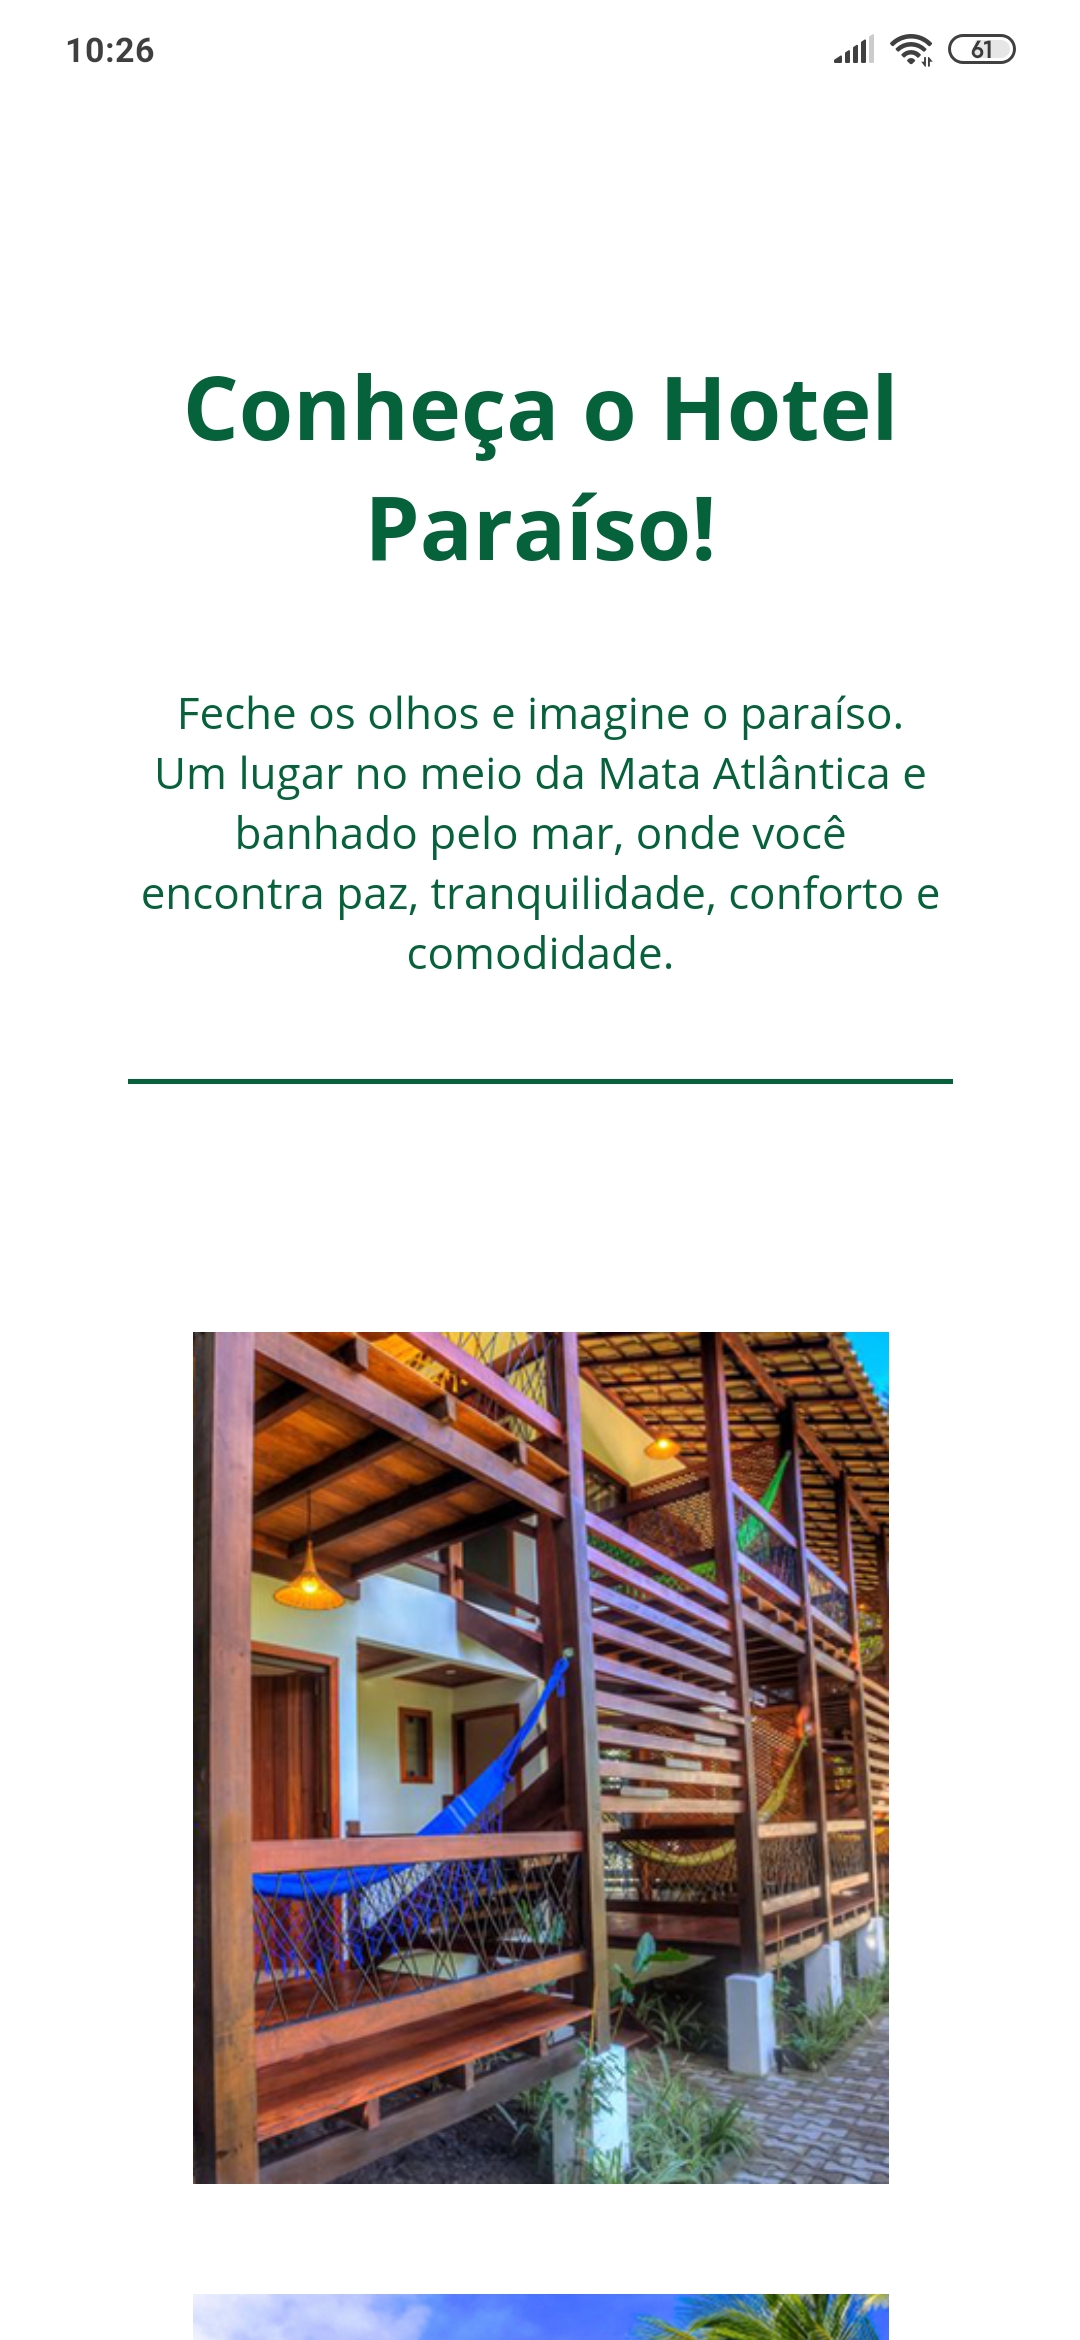 10:26
61
Conheça o Hotel
Paraíso!
Feche os olhos e imagine o paraíso.
Um lugar no meio da Mata Atlântica e
banhado pelo mar, onde você
encontra paz, tranquilidade, conforto e
comodidade.